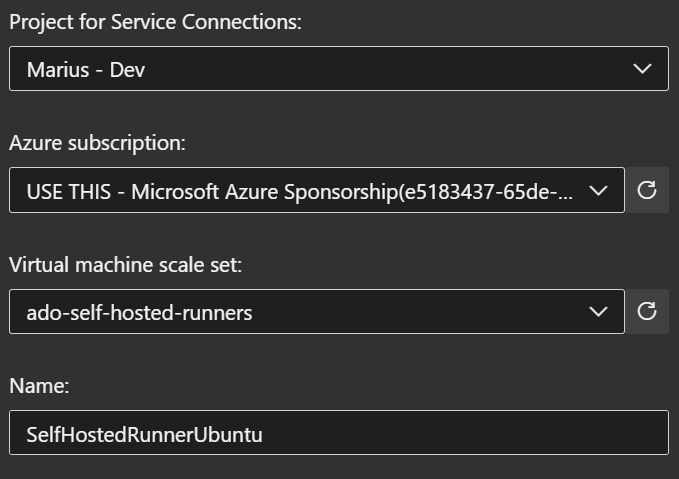 Project for Service Connections:
Marius - Dev
Azure subscription:
USE THIS - Microsoft Azure Sponsorship(e5183437-65de-...
Virtual machine scale set:
ado-self-hosted-runners
Name:
SelfHostedRunnerUbuntu